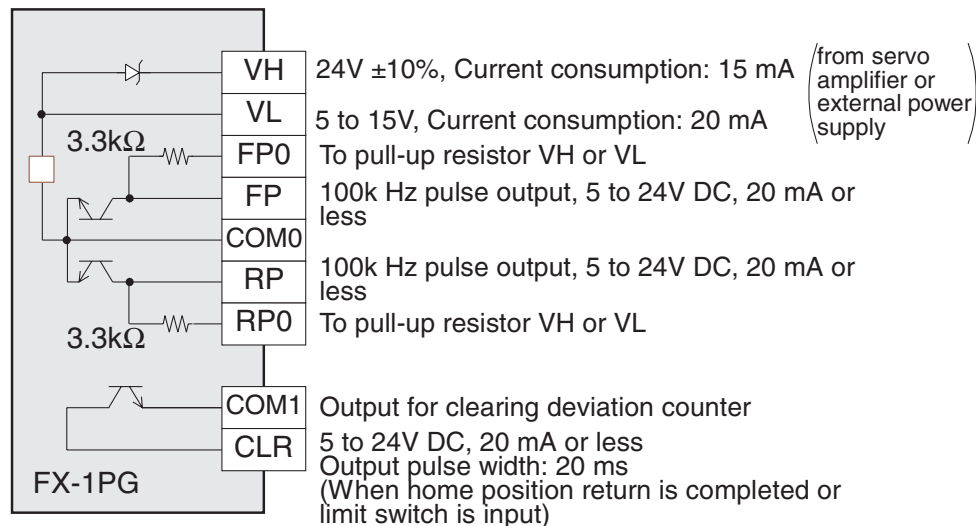 VH 24V ±10%, Current consumption: 15 mA
from servo
amplifier or
external power
supply
VL 5 to 15V, Current consumption: 20 mA
3.3kΩ
FP0 To pull-up resistor VH or VL
FP 100k Hz pulse output, 5 to 24V DC, 20 mA or
less
COM0
RP 100k Hz pulse output, 5 to 24V DC, 20 mA or
less
RP0 To pull-up resistor VH or VL
3.3kΩ
COM1 Output for clearing deviation counter
CLR 5 to 24V DC, 20 mA or less
Output pulse width: 20 ms
(When home position return is completed or
limit switch is input)
FX-1PG